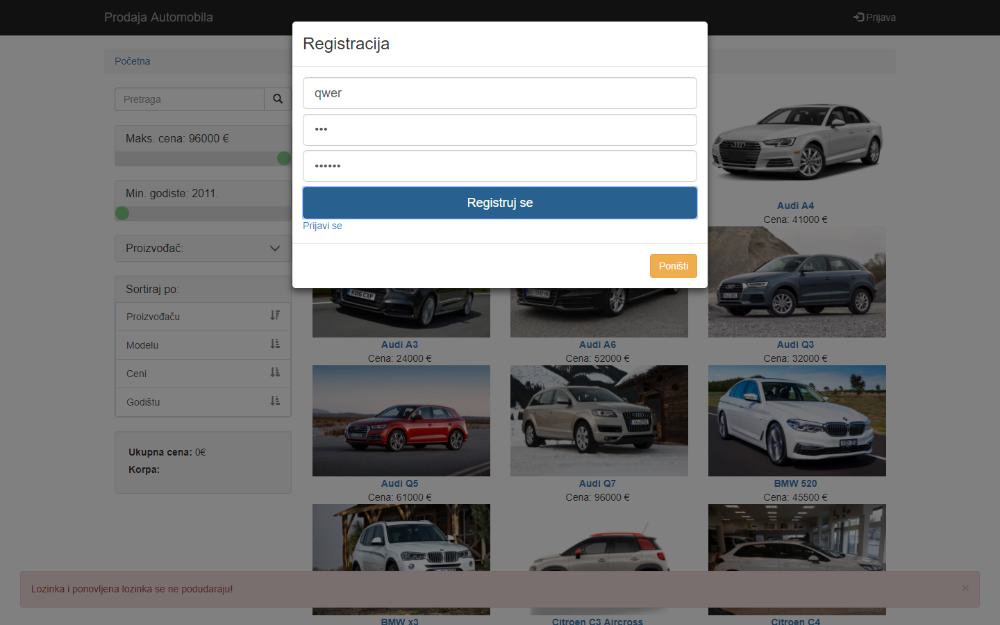 Prodaja Automobila
Prijava
Registracija
Početna
qwer
•••
••••••
Registruj se
Prijavi se
Poništi
Pretraga
Maks. cena: 96000 €
Min. godiste: 2011.
Proizvođač:
Sortiraj po:
Proizvođaču
Modelu
Ceni
Godištu
Ukupna cena: 0€
Korpa:
Audi A4
Cena: 41000 €
Audi A3
Cena: 24000 €
Audi A6
Cena: 52000 €
Audi Q3
Cena: 32000 €
Audi Q5
Cena: 61000 €
Audi Q7
Cena: 96000 €
BMW 520
Cena: 45500 €
Lozinka i ponovljena lozinka se ne podudaraju!
×
BMW x3
Citroen C3 Aircross
Citroen C4